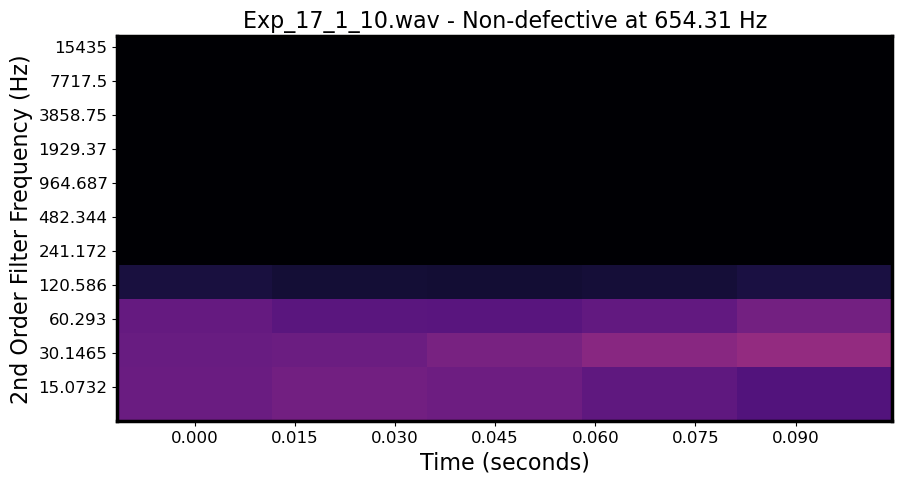 Exp_17_1_10.wav - Non-defective at 654.31 Hz
2nd Order Filter Frequency (Hz)
15435
7717.5
3858.75
1929.37
964.687
482.344
241.172
120.586
60.293
30.1465
15.0732
0.000 0.015 0.030 0.045 0.060 0.075 0.090
Time (seconds)